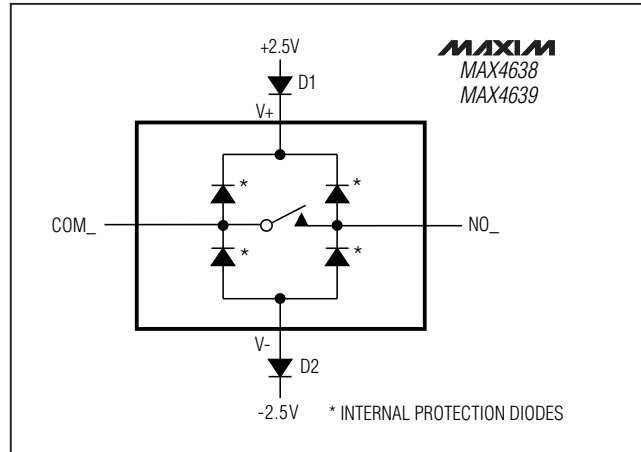 +2.5V
MAXIM
MAX4638
MAX4639
D1
V+
*
*
COM_
NO_
*
*
V-
D2
-2.5V
* INTERNAL PROTECTION DIODES